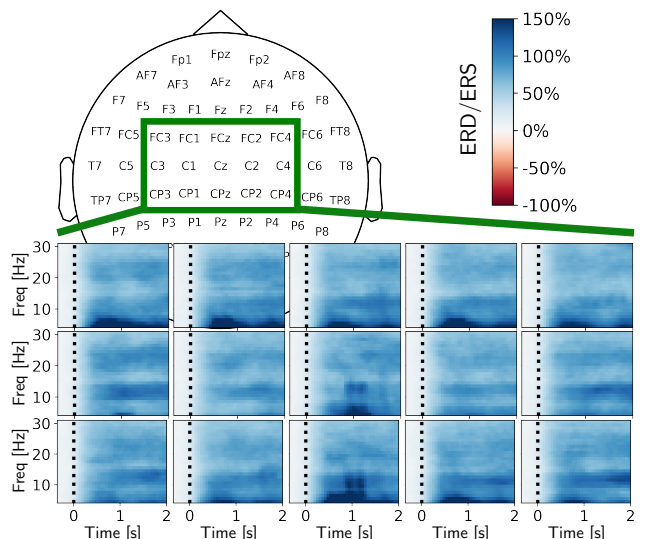 150%
100%
50%
0%
-50%
-100%
ERD/ERS
Fpz
Fp1 Fp2
AF7 AF8
AF3 AFz AF4
F7 F8
F5 F3 F1 Fz F2 F4 F6
FT7 FC5 FC3 FC1 FCz FC2 FC4 FC6 FT8
T7 C5 C3 C1 Cz C2 C4 C6 T8
TP7 CP5 CP3 CP1 CPz CP2 CP4 CP6 TP8
P7 P5 P3 P1 Pz P2 P4 P6 P8
Freq [Hz]
30
20
10
Freq [Hz]
30
20
10
Freq [Hz]
30
20
10
0 1 2 0 1 2 0 1 2 0 1 2 0 1 2
Time [s] Time [s] Time [s] Time [s] Time [s]